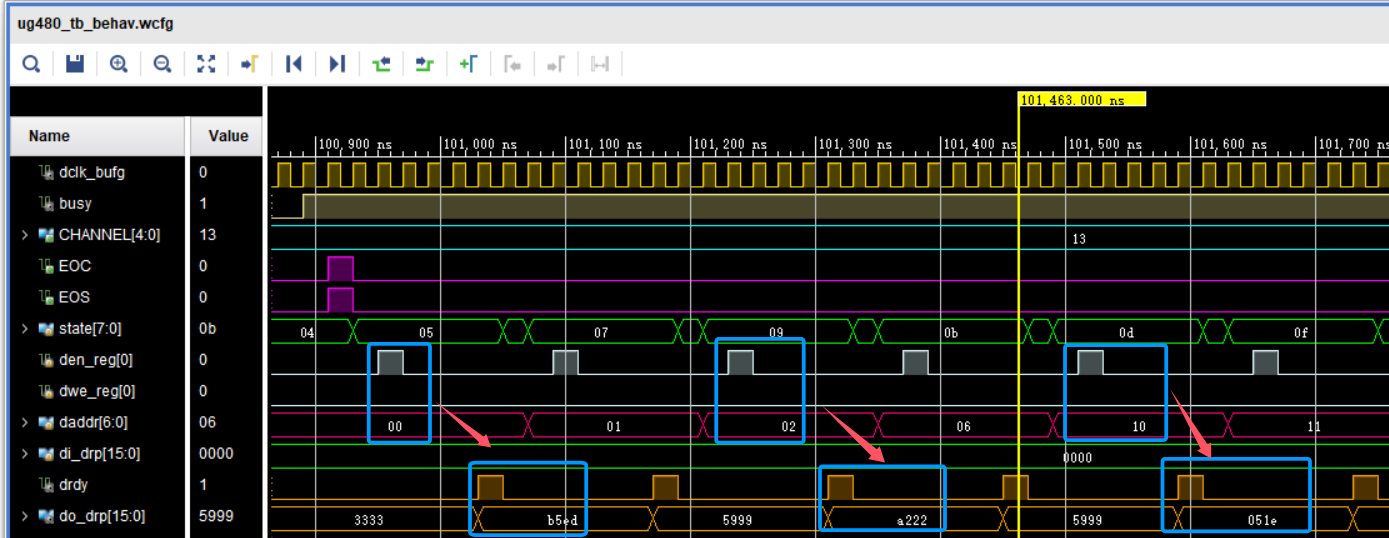 ug480_tb_behav.wcfg
101,463.000 ns
Name Value
100,900 ns 101,000 ns 101,100 ns 101,200 ns 101,300 ns 101,400 ns 101,500 ns 101,600 ns 101,700 ns
dclk_bufg 0
busy 1
CHANNEL[4:0] 13 13
EOC 0
EOS 0
state[7:0] 0b 04 05 07 09 0b 0d 0f
den_reg[0] 0
dwe_reg[0] 0
daddr[6:0] 06 00 01 02 06 10 11
di_drp[15:0] 0000 0000
drdy 1
do_drp[15:0] 5999 3333 b5ed 5999 a222 5999 051e